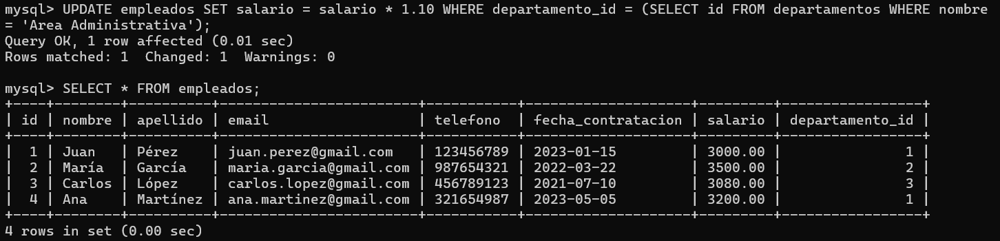 mysql> UPDATE empleados SET salario = salario * 1.10 WHERE departamento_id = (SELECT id FROM departamentos WHERE nombre
= 'Area Administrativa');
Query OK, 1 row affected (0.01 sec)
Rows matched: 1  Changed: 1  Warnings: 0

mysql> SELECT * FROM empleados;
+----+--------+----------+------------------------+-----------+--------------------+---------+-----------------+
| id | nombre | apellido | email                  | telefono  | fecha_contratacion | salario | departamento_id |
+----+--------+----------+------------------------+-----------+--------------------+---------+-----------------+
|  1 | Juan   | Pérez    | juan.perez@gmail.com   | 123456789 | 2023-01-15         | 3000.00 |               1 |
|  2 | María  | García   | maria.garcia@gmail.com | 987654321 | 2022-03-22         | 3500.00 |               2 |
|  3 | Carlos | López    | carlos.lopez@gmail.com | 456789123 | 2021-07-10         | 3080.00 |               3 |
|  4 | Ana    | Martínez | ana.martinez@gmail.com | 321654987 | 2023-05-05         | 3200.00 |               1 |
+----+--------+----------+------------------------+-----------+--------------------+---------+-----------------+
4 rows in set (0.00 sec)